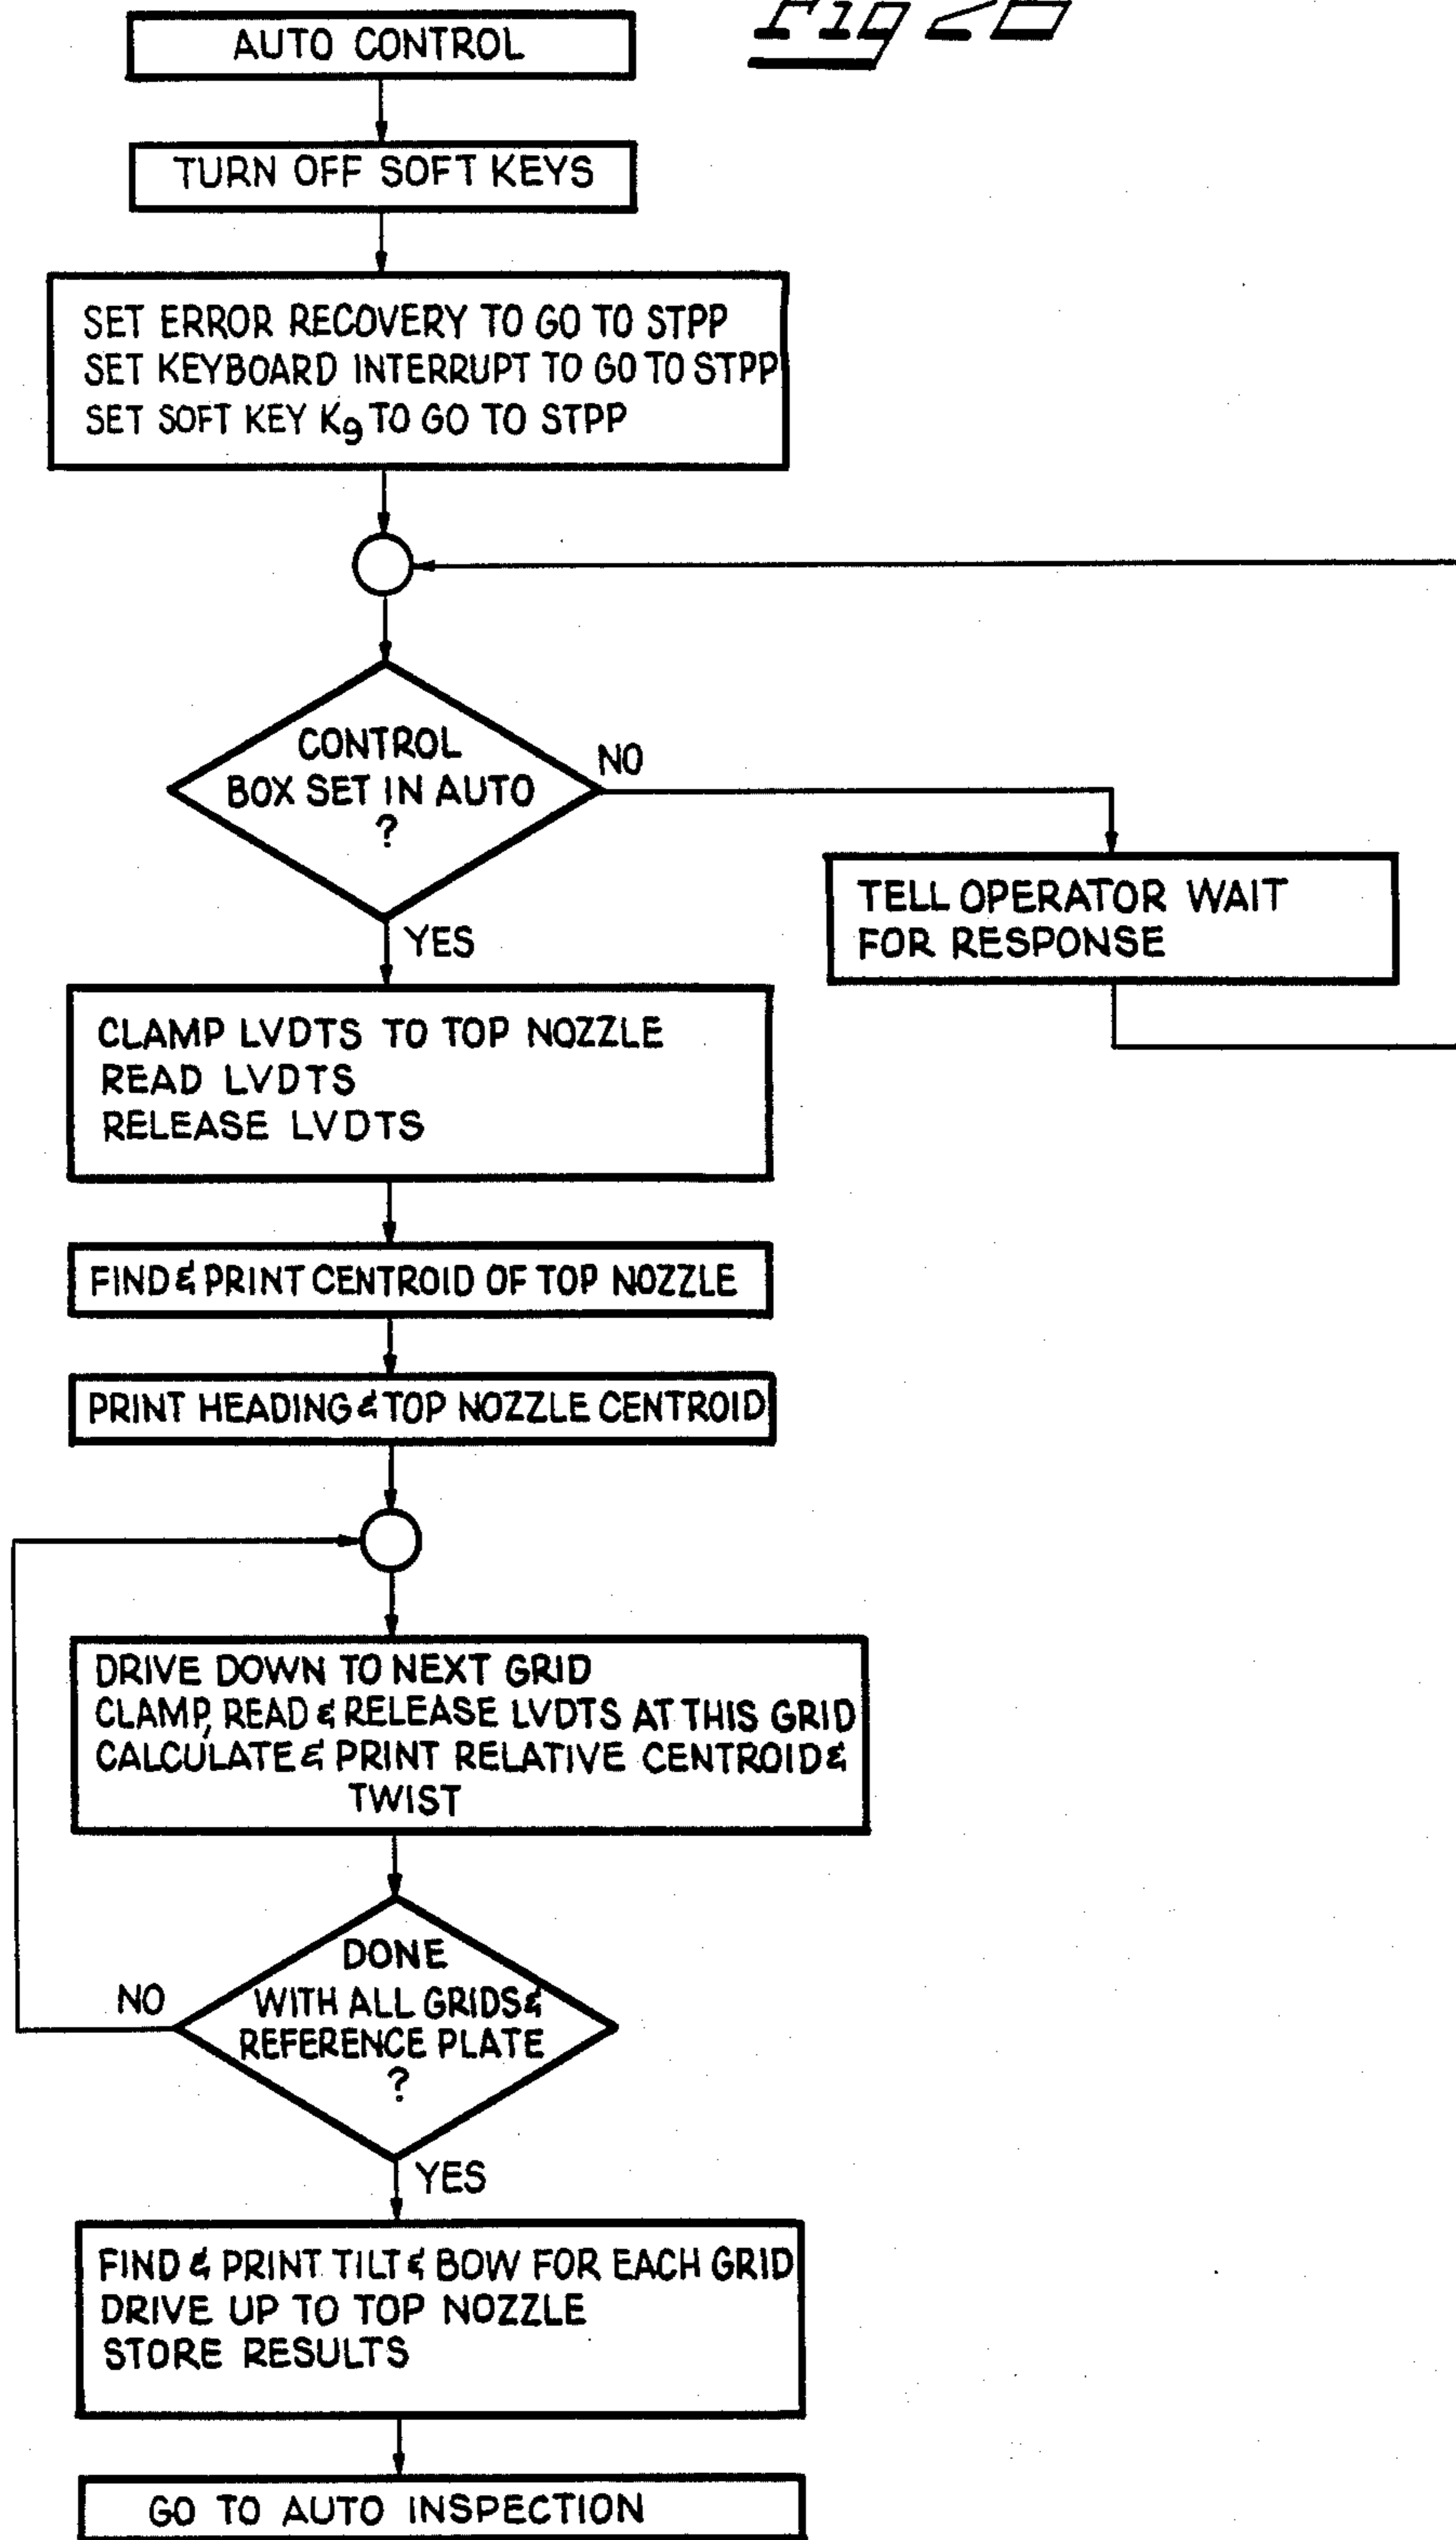 AUTO CONTROL
TURN OFF SOFT KEYS
SET ERROR RECOVERY TO GO TO STPP
SET KEYBOARD INTERRUPT TO GO TO STPP
SET SOFT KEY K9 TO GO TO STPP
CONTROL
BOX SET IN AUTO
?
NO
TELL OPERATOR WAIT
FOR RESPONSE
YES
CLAMP LVDTS TO TOP NOZZLE
READ LVDTS
RELEASE LVDTS
FIND & PRINT CENTROID OF TOP NOZZLE
PRINT HEADING & TOP NOZZLE CENTROID
DRIVE DOWN TO NEXT GRID
CLAMP, READ & RELEASE LVDTS AT THIS GRID
CALCULATE & PRINT RELATIVE CENTROID &
TWIST
DONE
WITH ALL GRIDS &
REFERENCE PLATE
?
NO
YES
FIND & PRINT TILT & BOW FOR EACH GRID
DRIVE UP TO TOP NOZZLE
STORE RESULTS
GO TO AUTO INSPECTION